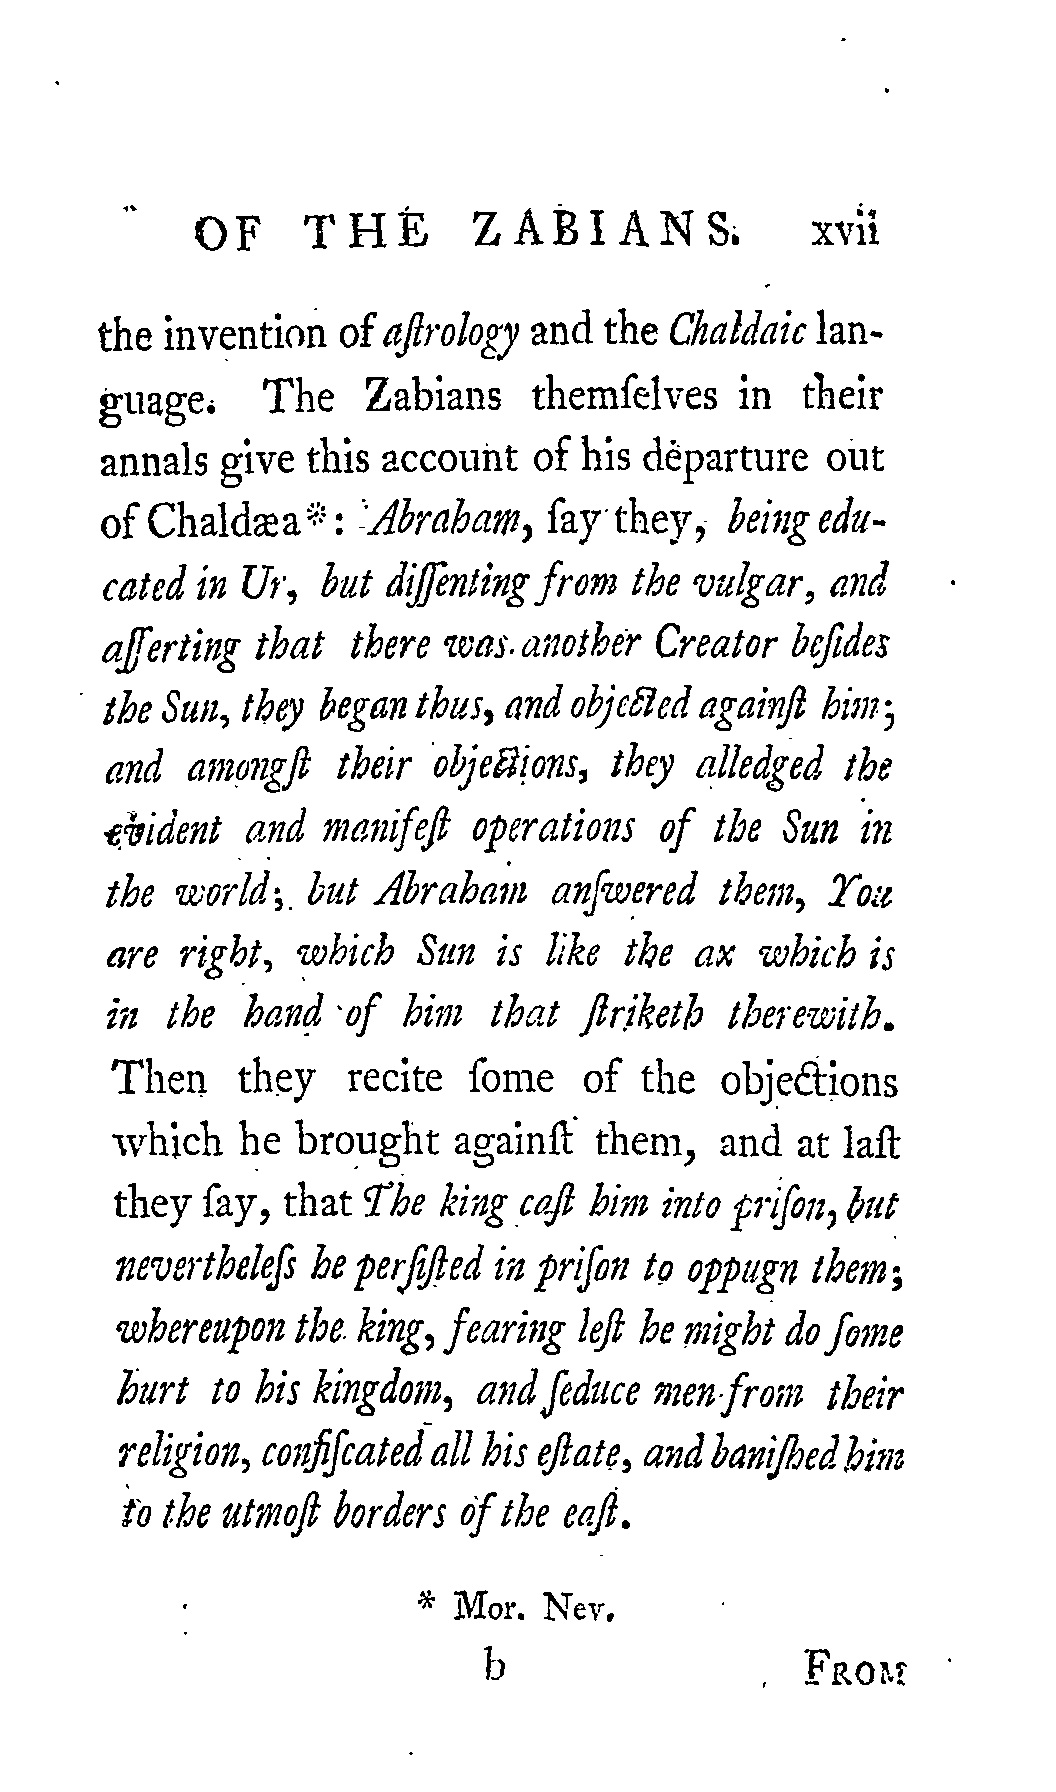 OF THE ZABIANS. xvii
the invention of aſtrology and the Chaldaic lan-
guage. The Zabians themſelves in their
annals give this account of his departure out
of Chaldæa*: Abraham, ſay they, being edu-
cated in Ur, but diſſenting from the vulgar, and
aſſerting that there was another Creator beſides
the Sun, they began thus, and objected againſt him;
and amongſt their objections, they alledged the
evident and manifeſt operations of the Sun in
the world; but Abraham anſwered them, You
are right, which Sun is like the ax which is
in the hand of him that ſtriketh therewith.
Then they recite ſome of the objections
which he brought againſt them, and at laſt
they ſay, that The king caſt him into priſon, but
nevertheleſs he perſiſted in priſon to oppugn them;
whereupon the king, fearing leſt he might do ſome
hurt to his kingdom, and ſeduce men from their
religion, confiſcated all his eſtate, and baniſhed him
to the utmoſt borders of the eaſt.
* Mor. Nev.
b FROM